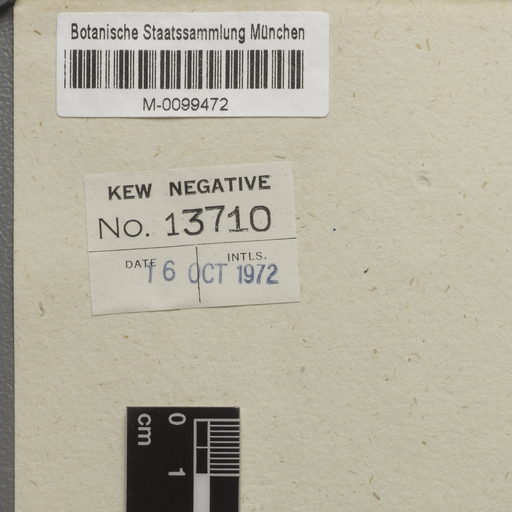 Botanische Staatssammlung München
M-0099472
KEW NEGATIVE
No. 13710
DATE INTLS.
16 OCT 1972
cm 0 1